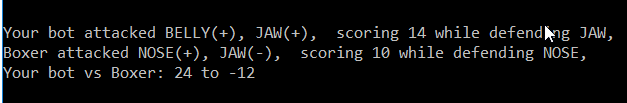 Your bot attacked BELLY(+), JAW(+),  scoring 14 while defending JAW,
Boxer attacked NOSE(+), JAW(-),  scoring 10 while defending NOSE,
Your bot vs Boxer: 24 to -12